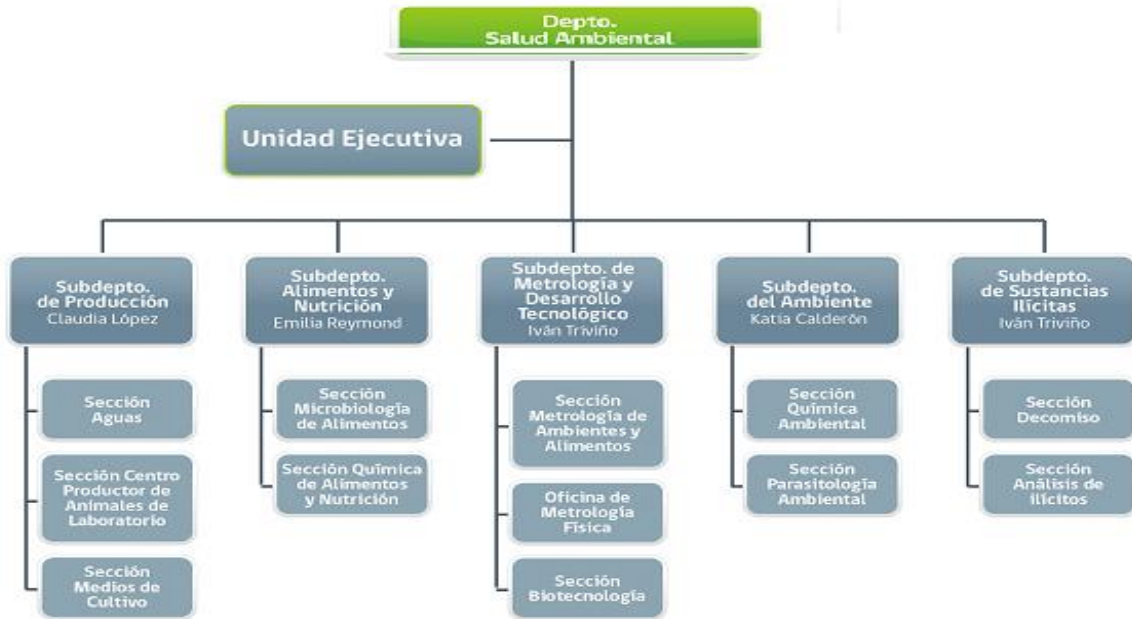 Depto.
Salud Ambiental
Unidad Ejecutiva
Subdepto.
de Producción
Claudia López
Subdepto.
Alimentos y
Nutrición
Emilia Reymond
Subdepto. de
Metrología y
Desarrollo
Tecnológico
Iván Triviño
Subdepto.
del Ambiente
Katia Calderón
Subdepto.
de Sustancias
Ilícitas
Iván Triviño
Sección
Aguas
Sección Centro
Productor de
Animales de
Laboratorio
Sección
Medios de
Cultivo
Sección
Microbiología
de Alimentos
Sección Química
de Alimentos
y Nutrición
Sección
Metrología de
Ambientes y
Alimentos
Oficina de
Metrología
Física
Sección
Biotecnología
Sección
Química
Ambiental
Sección
Parasitología
Ambiental
Sección
Decomiso
Sección
Análisis de
ilícitos